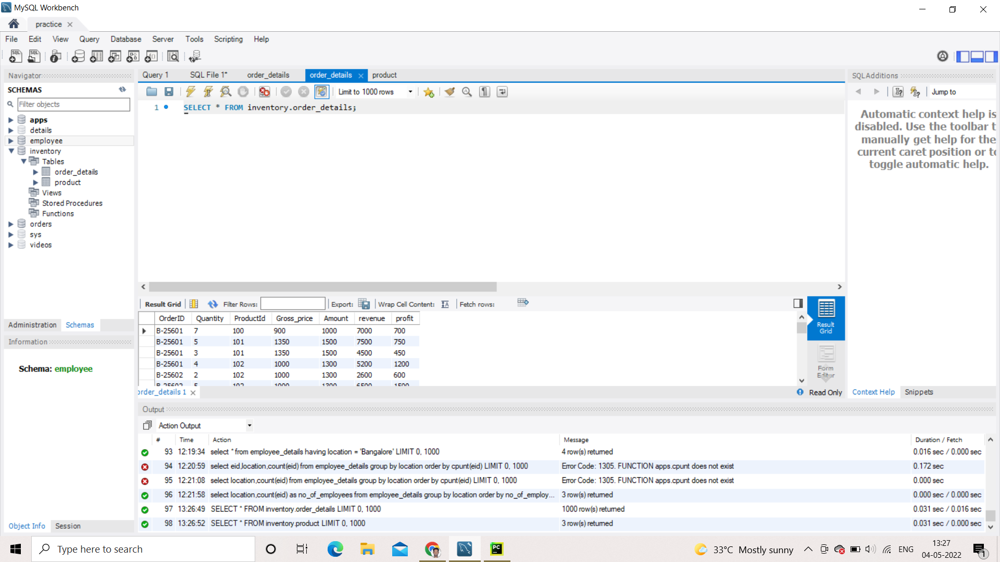 MySQL Workbench
practice
File Edit View Query Database Server Tools Scripting Help
Navigator
SCHEMAS
Filter objects
apps
details
employee
inventory
Tables
order_details
product
Views
Stored Procedures
Functions
orders
sys
videos
Administration Schemas
Information
Schema: employee
Object Info Session
Query 1 SQL File 1* order_details order_details product
Limit to 1000 rows
1 SELECT * FROM inventory.order_details;
Result Grid Filter Rows: Export: Wrap Cell Content: Fetch rows:
OrderID Quantity ProductId Gross_price Amount revenue profit
B-25601 7 100 900 1000 7000 700
B-25601 5 101 1350 1500 7500 750
B-25601 3 101 1350 1500 4500 450
B-25601 4 102 1000 1300 5200 1200
B-25602 2 102 1000 1300 2600 600
B-25602 5 102 1000 1300 6500 1500
Result Grid
Form Editor
order_details 1
Read Only
SQLAdditions
Jump to
Automatic context help is
disabled. Use the toolbar t
manually get help for the
current caret position or to
toggle automatic help.
Context Help Snippets
Output
Action Output
# Time Action Message Duration / Fetch
93 12:19:34 select * from employee_details having location = 'Bangalore' LIMIT 0, 1000 4 row(s) returned 0.016 sec / 0.000 sec
94 12:20:59 select eid,location,count(eid) from employee_details group by location order by cpunt(eid) LIMIT 0, 1000 Error Code: 1305. FUNCTION apps.cpunt does not exist 0.172 sec
95 12:21:08 select location,count(eid) from employee_details group by location order by cpunt(eid) LIMIT 0, 1000 Error Code: 1305. FUNCTION apps.cpunt does not exist 0.000 sec
96 12:21:58 select location,count(eid) as no_of_employees from employee_details group by location order by no_of_employ... 3 row(s) returned 0.000 sec / 0.000 sec
97 13:26:49 SELECT * FROM inventory.order_details LIMIT 0, 1000 1000 row(s) returned 0.031 sec / 0.016 sec
98 13:26:52 SELECT * FROM inventory.product LIMIT 0, 1000 3 row(s) returned 0.031 sec / 0.000 sec
Type here to search
33°C Mostly sunny
ENG
13:27
04-05-2022
1